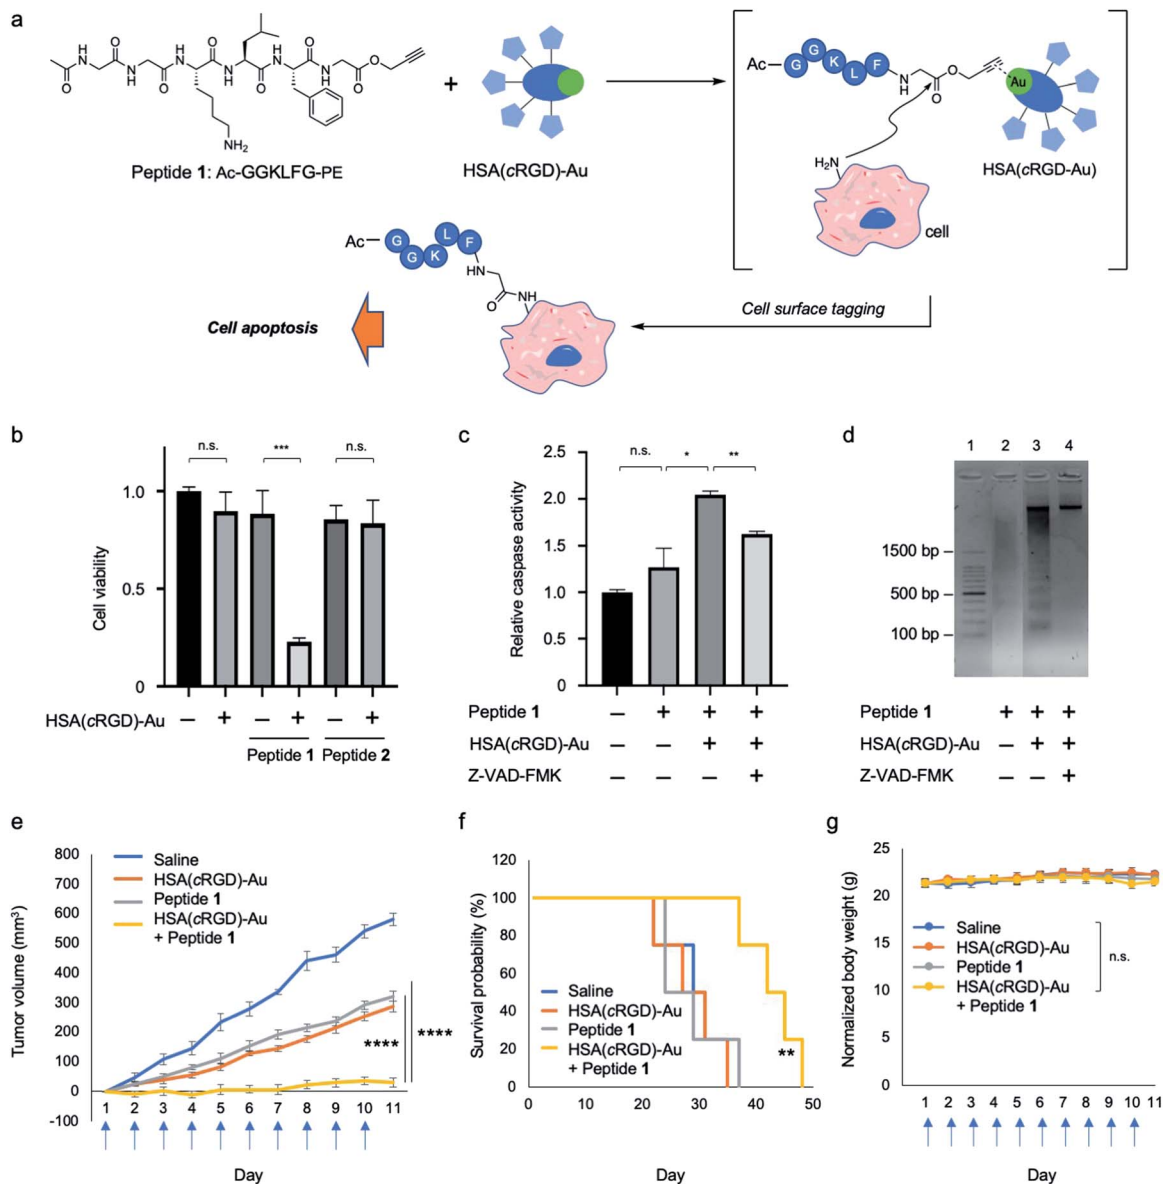 a
H
N
O
NH2
Peptide 1: Ac-GGKLFG-PE
+
HSA(cRGD)-Au
Ac
G G K L F
N
H
O
O
Au
H2N
HSA(cRGD-Au)
cell
Ac
G G K L F
HN
O
NH
Cell surface tagging
Cell apoptosis
b
Cell viability
n.s. *** n.s.
1.0
0.5
0
HSA(cRGD)-Au — + — + — +
Peptide 1 Peptide 2
c
Relative caspase activity
n.s. * **
2.5
2.0
1.5
1.0
0.5
0
Peptide 1 — + + +
HSA(cRGD)-Au — — + +
Z-VAD-FMK — — — +
d
1 2 3 4
1500 bp
500 bp
100 bp
Peptide 1 + + +
HSA(cRGD)-Au — + +
Z-VAD-FMK — — +
e
Tumor volume (mm3)
800
700
600
500
400
300
200
100
0
-100
Saline
HSA(cRGD)-Au
Peptide 1
HSA(cRGD)-Au
+ Peptide 1
**** ****
1 2 3 4 5 6 7 8 9 10 11
Day
f
Survival probability (%)
120
100
80
60
40
20
0
Saline
HSA(cRGD)-Au
Peptide 1
HSA(cRGD)-Au
+ Peptide 1
**
0 10 20 30 40 50
Day
g
Normalized body weight (g)
25
20
15
10
5
0
Saline
HSA(cRGD)-Au
Peptide 1
HSA(cRGD)-Au
+ Peptide 1
n.s.
1 2 3 4 5 6 7 8 9 10 11
Day